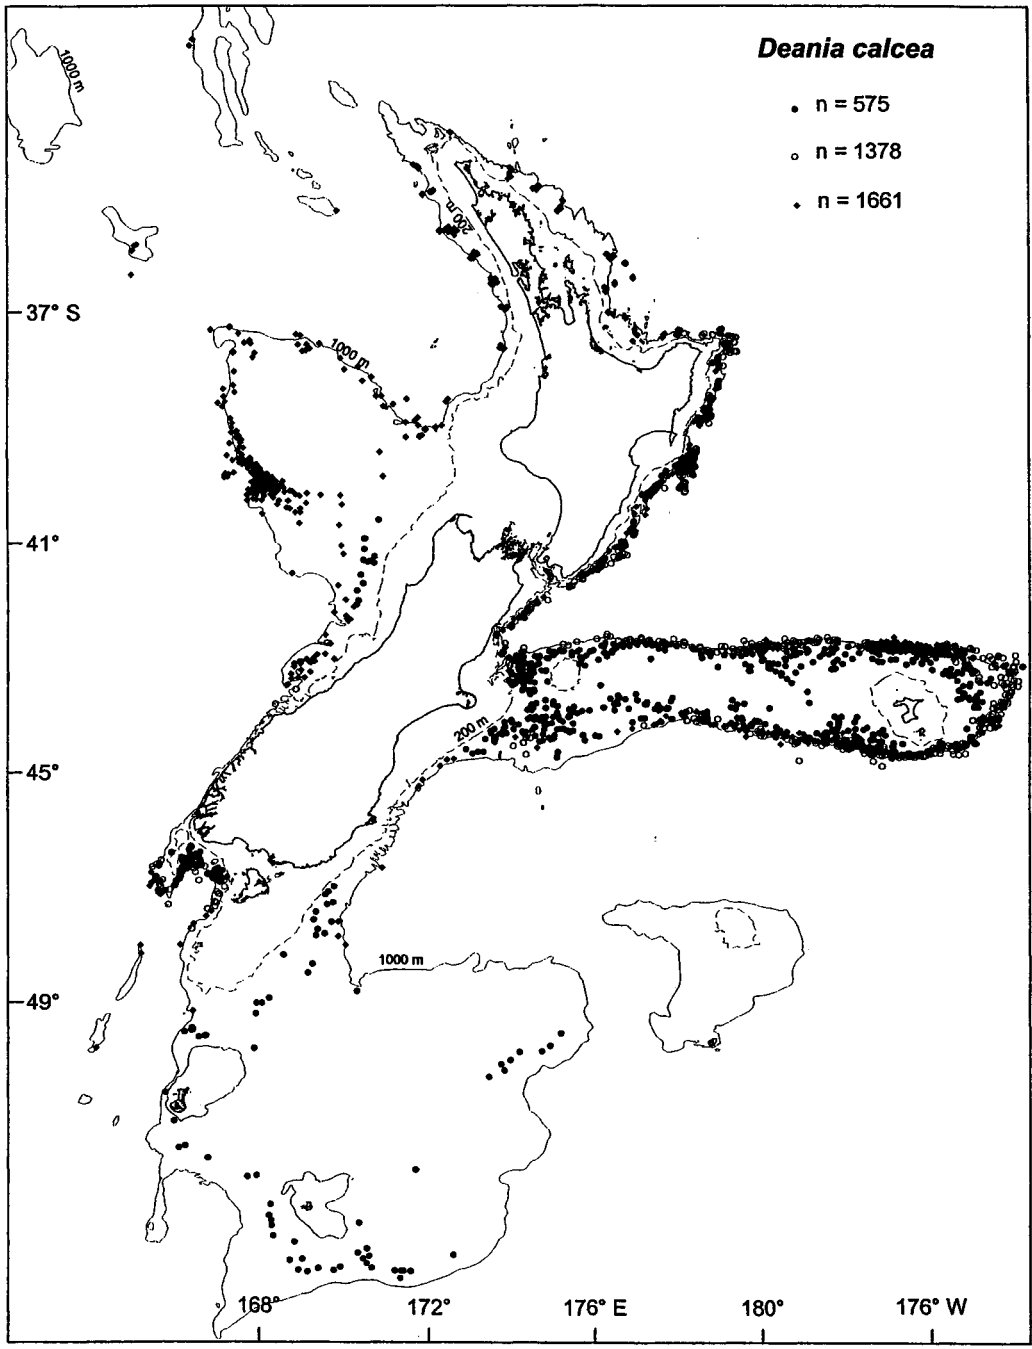 Deania calcea
n = 575
n = 1378
n = 1661
1000 m
200 m
37° S
1000 m
41°
200 m
45°
1000 m
49°
168°
172°
176° E
180°
176° W